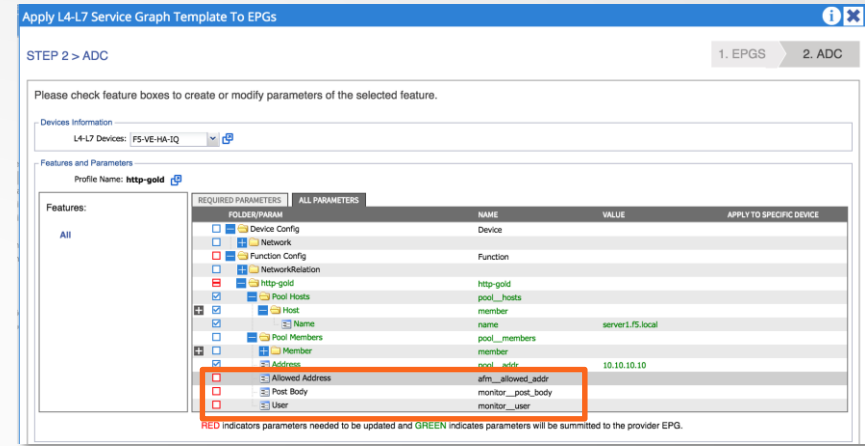 Apply L4-L7 Service Graph Template To EPGs
STEP 2 > ADC
1. EPGS
2. ADC
Please check feature boxes to create or modify parameters of the selected feature.
Devices Information
L4-L7 Devices: F5-VE-HA-IQ
Features and Parameters
Profile Name: http-gold
Features:
All
REQUIRED PARAMETERS ALL PARAMETERS
FOLDER/PARAM NAME VALUE APPLY TO SPECIFIC DEVICE
Device Config Device
Network
Function Config Function
NetworkRelation
http-gold http-gold
Pool Hosts pool__hosts
Host member
Name name server1.f5.local
Pool Members pool__members
Member member
Address pool__addr 10.10.10.10
Allowed Address afm__allowed_addr
Post Body monitor__post_body
User monitor__user
RED indicators parameters needed to be updated and GREEN indicates parameters will be summitted to the provider EPG.